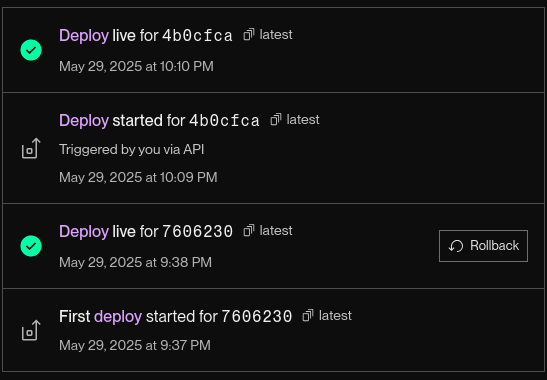 Deploy live for 4b0cfca latest
May 29, 2025 at 10:10 PM
Deploy started for 4b0cfca latest
Triggered by you via API
May 29, 2025 at 10:09 PM
Deploy live for 7606230 latest
Rollback
May 29, 2025 at 9:38 PM
First deploy started for 7606230 latest
May 29, 2025 at 9:37 PM